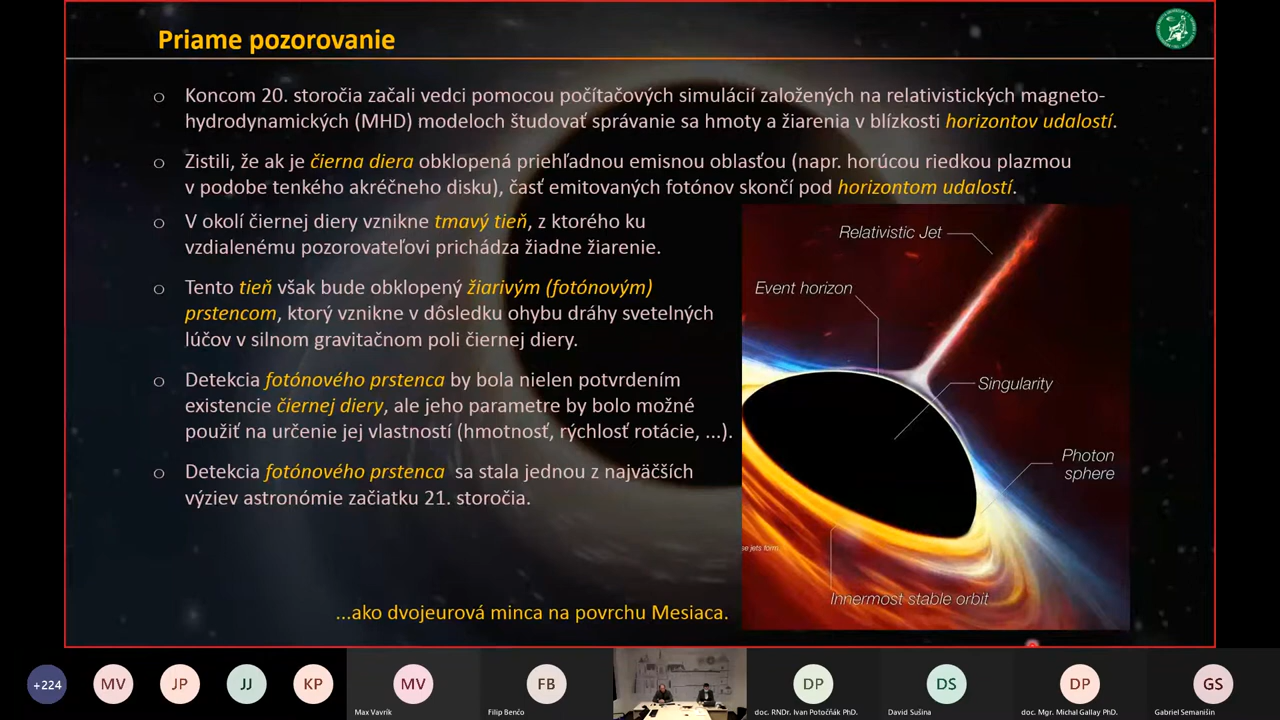 Priame pozorovanie
Koncom 20. storočia začali vedci pomocou počítačových simulácií založených na relativistických magneto-
hydrodynamických (MHD) modeloch študovať správanie sa hmoty a žiarenia v blízkosti horizontov udalostí.
Zistili, že ak je čierna diera obklopená priehľadnou emisnou oblasťou (napr. horúcou riedkou plazmou
v podobe tenkého akréčneho disku), časť emitovaných fotónov skončí pod horizontom udalostí.
V okolí čiernej diery vznikne tmavý tieň, z ktorého ku
vzdialenému pozorovateľovi prichádza žiadne žiarenie.
Tento tieň však bude obklopený žiarivým (fotónovým)
prstencom, ktorý vznikne v dôsledku ohybu dráhy svetelných
lúčov v silnom gravitačnom poli čiernej diery.
Detekcia fotónového prstenca by bola nielen potvrdením
existencie čiernej diery, ale jeho parametre by bolo možné
použiť na určenie jej vlastností (hmotnosť, rýchlosť rotácie, ...).
Detekcia fotónového prstenca sa stala jednou z najväčších
výziev astronómie začiatku 21. storočia.
...ako dvojeurová minca na povrchu Mesiaca.
Relativistic Jet
Event horizon
Singularity
Photon
sphere
se jets form
Innermost stable orbit
+224
MV
JP
JJ
KP
MV
Max Vavrik
FB
Filip Benčo
DP
doc. RNDr. Ivan Potočňák PhD.
DS
David Sušina
DP
doc. Mgr. Michal Gallay PhD.
GS
Gabriel Semanišin